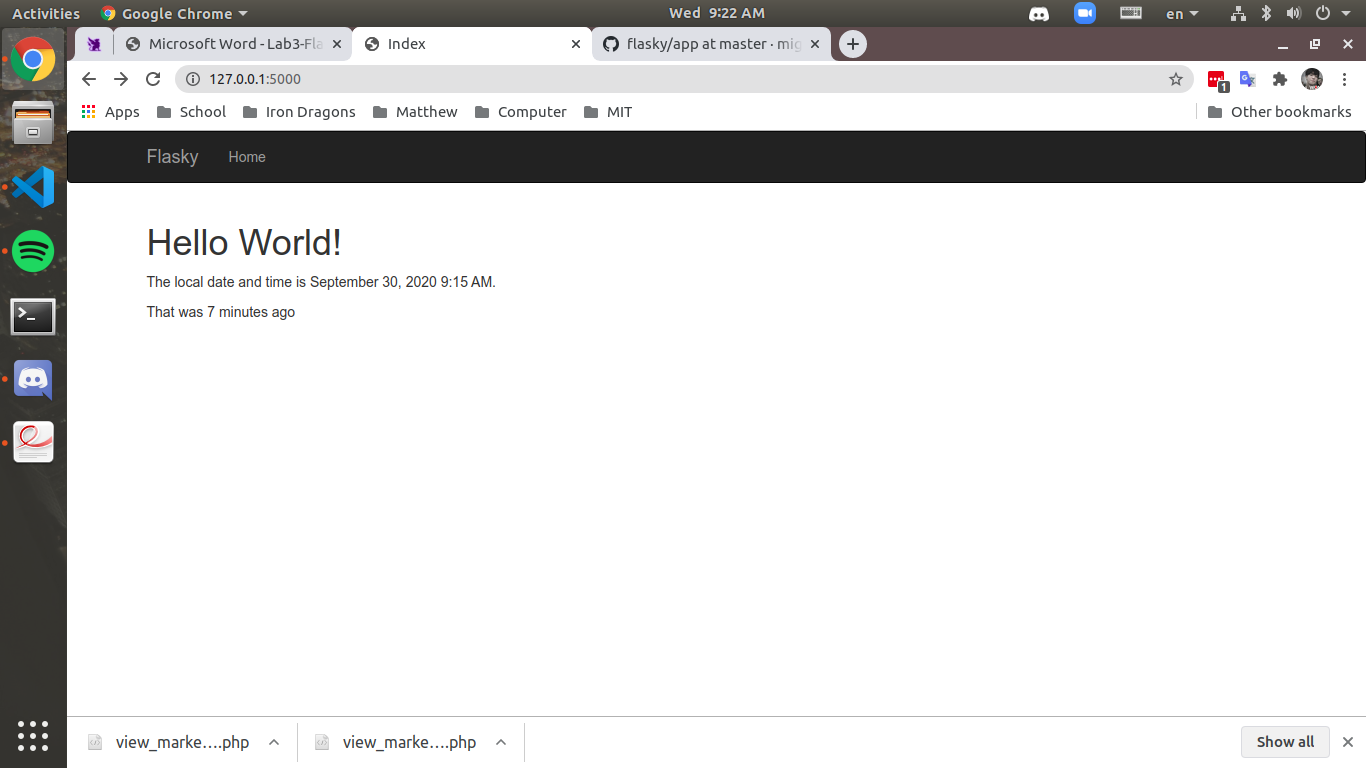 Activities
Google Chrome
Wed 9:22 AM
en
Microsoft Word - Lab3-Fla
Index
flasky/app at master · mig
127.0.0.1:5000
1
Apps
School
Iron Dragons
Matthew
Computer
MIT
Other bookmarks
Flasky
Home
Hello World!
The local date and time is September 30, 2020 9:15 AM.
That was 7 minutes ago
view_marke....php
view_marke....php
Show all